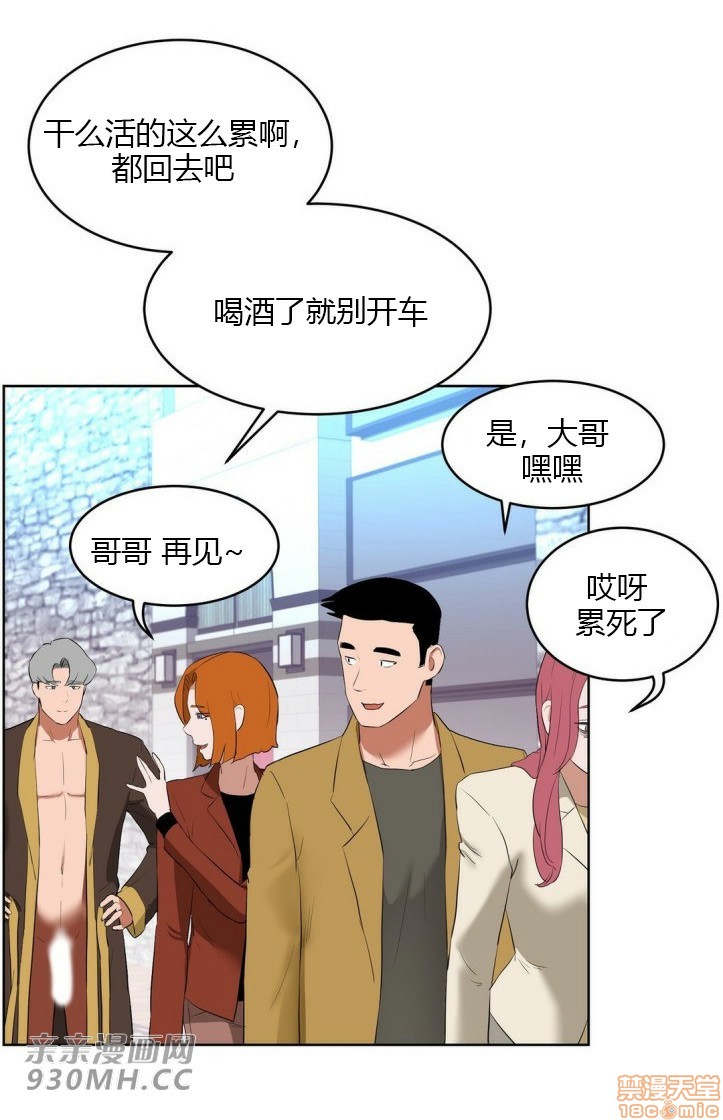 干么活的这么累啊，
都回去吧
喝酒了就别开车
是，大哥
嘿嘿
哥哥 再见~
哎呀
累死了
亲亲漫画网
930MH.CC
禁漫天堂
18-comic